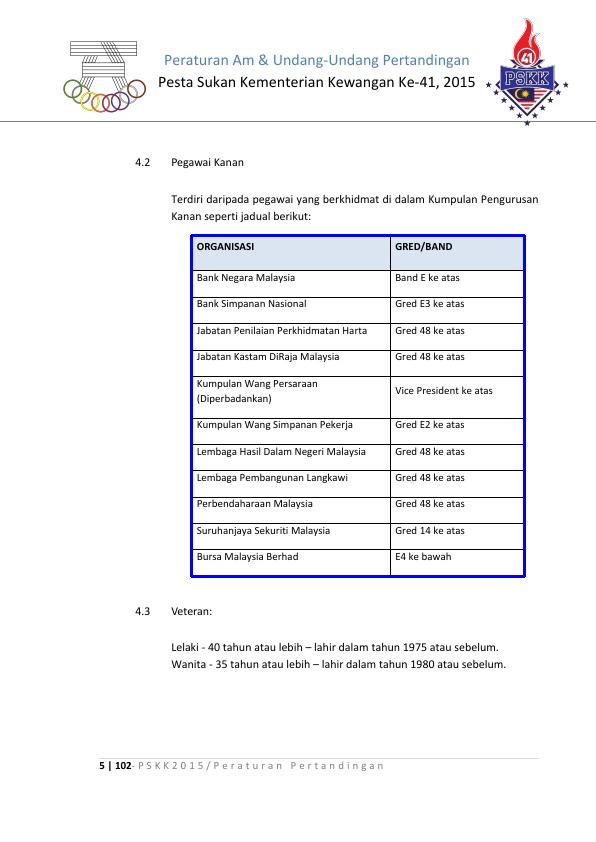 Peraturan Am & Undang-Undang Pertandingan
Pesta Sukan Kementerian Kewangan Ke-41, 2015
41
PSKK
4.2 Pegawai Kanan
Terdiri daripada pegawai yang berkhidmat di dalam Kumpulan Pengurusan
Kanan seperti jadual berikut:
ORGANISASI GRED/BAND
Bank Negara Malaysia Band E ke atas
Bank Simpanan Nasional Gred E3 ke atas
Jabatan Penilaian Perkhidmatan Harta Gred 48 ke atas
Jabatan Kastam DiRaja Malaysia Gred 48 ke atas
Kumpulan Wang Persaraan
(Diperbadankan) Vice President ke atas
Kumpulan Wang Simpanan Pekerja Gred E2 ke atas
Lembaga Hasil Dalam Negeri Malaysia Gred 48 ke atas
Lembaga Pembangunan Langkawi Gred 48 ke atas
Perbendaharaan Malaysia Gred 48 ke atas
Suruhanjaya Sekuriti Malaysia Gred 14 ke atas
Bursa Malaysia Berhad E4 ke bawah
4.3 Veteran:
Lelaki - 40 tahun atau lebih – lahir dalam tahun 1975 atau sebelum.
Wanita - 35 tahun atau lebih – lahir dalam tahun 1980 atau sebelum.
5 | 102- PSKK2015/Peraturan Pertandingan